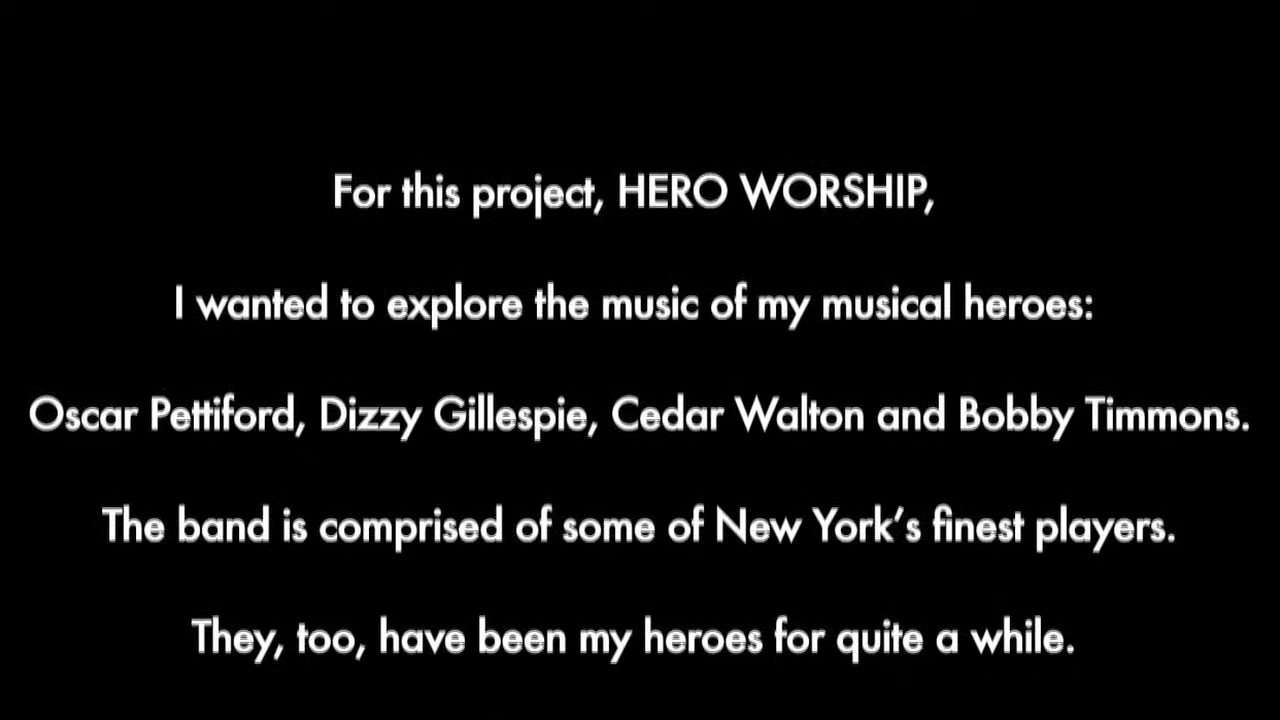 For this project, HERO WORSHIP,
I wanted to explore the music of my musical heroes:
Oscar Pettiford, Dizzy Gillespie, Cedar Walton and Bobby Timmons.
The band is comprised of some of New York’s finest players.
They, too, have been my heroes for quite a while.